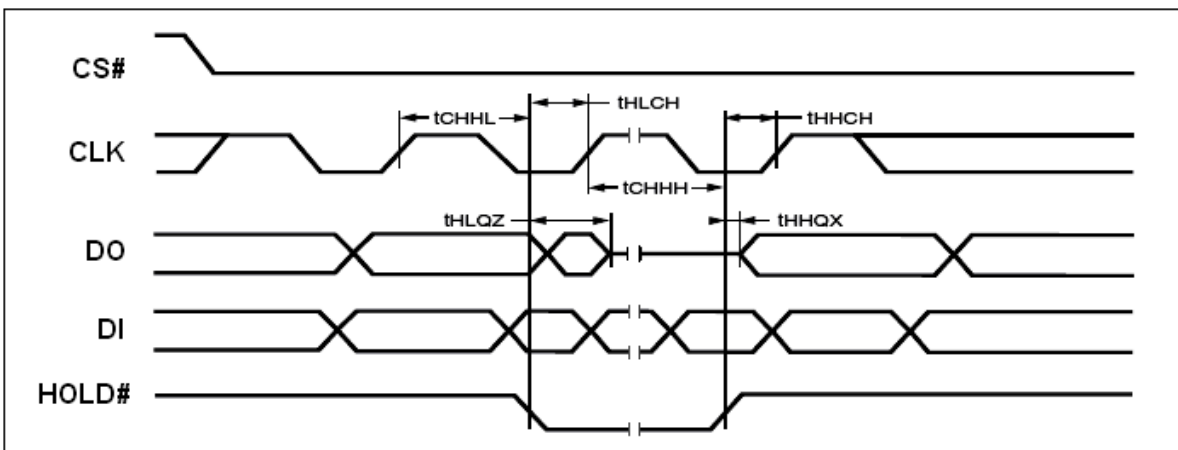 CS#
tCHHL
tHLCH
tHHCH
CLK
tCHHH
tHLQZ
tHHQX
DO
DI
HOLD#